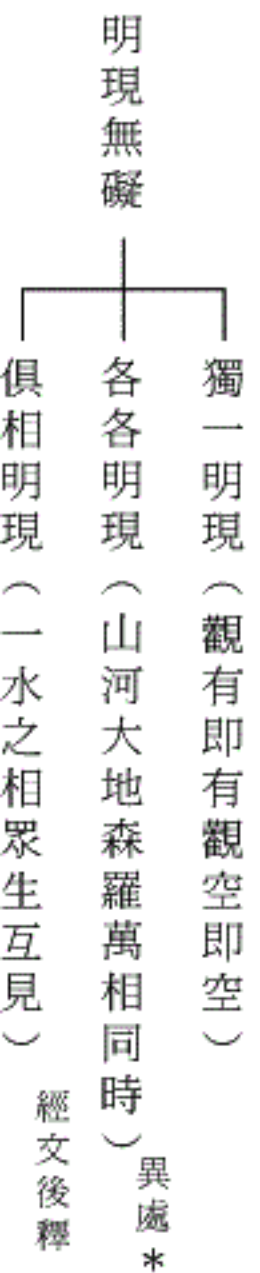 明現無礙
獨一明現（觀有即有觀空即空）
各各明現（山河大地森羅萬相同時）
異處＊
俱相明現（一水之相眾生互見）
經文後釋